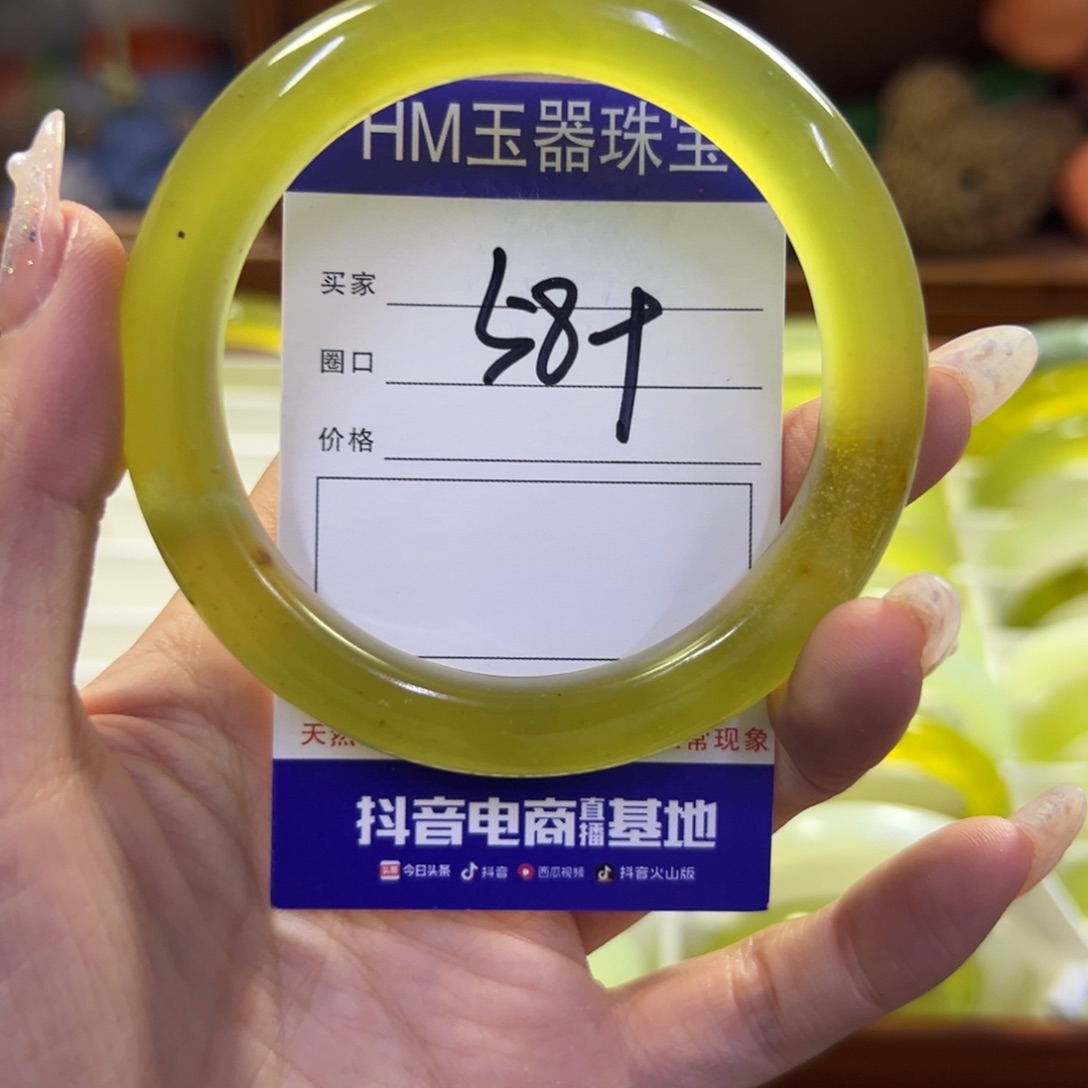 HM玉器珠宝
买家
58+
圈口
价格
天然 常现象
抖音电商直播基地
头条 今日头条 抖音 西瓜视频 抖音火山版